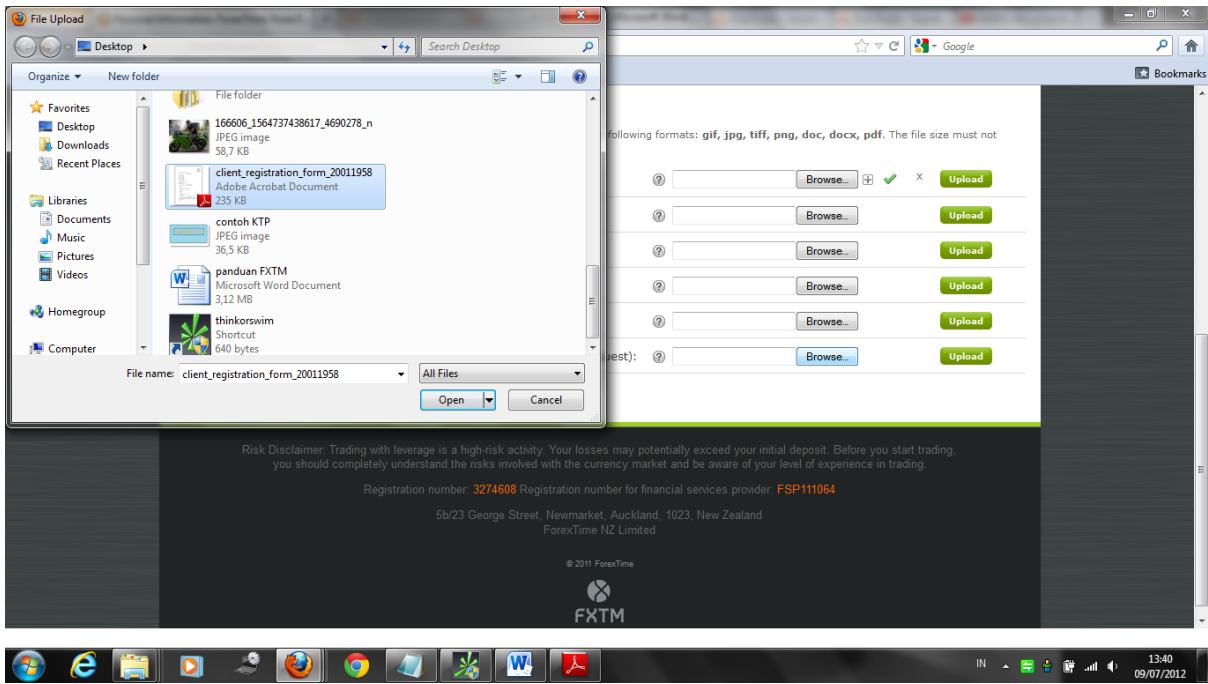 File Upload
Desktop
Search Desktop
Google
Organize
New folder
Bookmarks
Favorites
Desktop
Downloads
Recent Places
Libraries
Documents
Music
Pictures
Videos
Homegroup
Computer
File folder
166606_1564737438617_4690278_n
JPEG image
58,7 KB
client_registration_form_20011958
Adobe Acrobat Document
235 KB
contoh KTP
JPEG image
36,5 KB
panduan FXTM
Microsoft Word Document
3,12 MB
thinkorswim
Shortcut
640 bytes
File name: client_registration_form_20011958
All Files
Open
Cancel
following formats: gif, jpg, tiff, png, doc, docx, pdf. The file size must not
Browse... Upload
Browse... Upload
Browse... Upload
Browse... Upload
Browse... Upload
uest): Browse... Upload
Risk Disclaimer: Trading with leverage is a high-risk activity. Your losses may potentially exceed your initial deposit. Before you start trading,
you should completely understand the risks involved with the currency market and be aware of your level of experience in trading.
Registration number: 3274608 Registration number for financial services provider: FSP111064
5b/23 George Street, Newmarket, Auckland, 1023, New Zealand
ForexTime NZ Limited
© 2011 ForexTime
FXTM
IN
13:40
09/07/2012